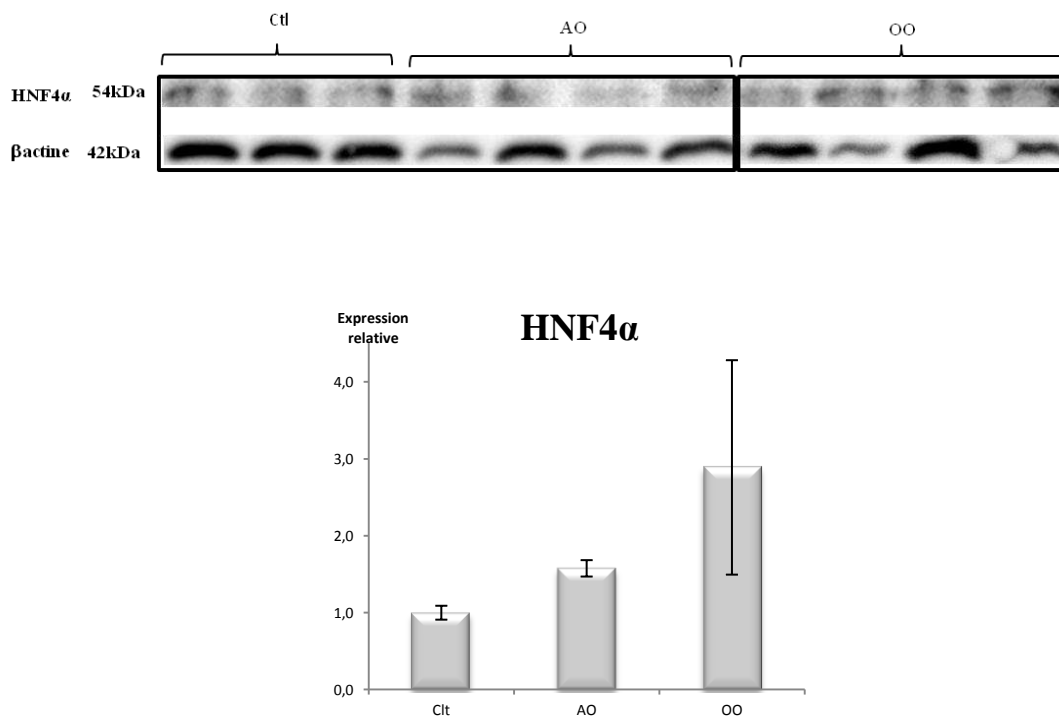 Ctl
AO
OO
HNF4α 54kDa
βactine 42kDa
Expression
relative
HNF4α
4,0
3,0
2,0
1,0
0,0
Clt AO OO